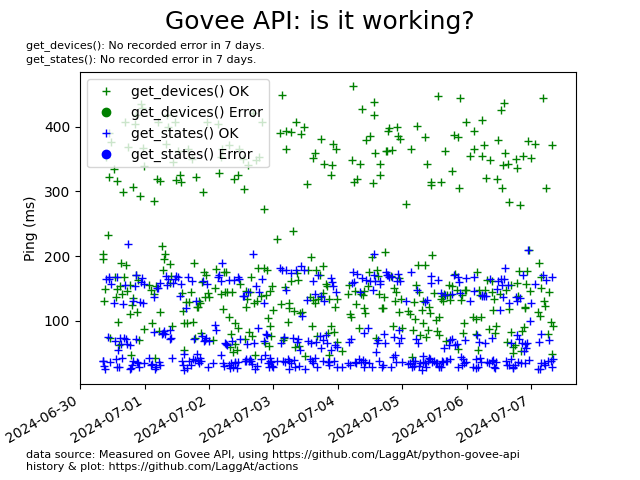 Govee API: is it working?
get_devices(): No recorded error in 7 days.
get_states(): No recorded error in 7 days.
get_devices() OK
get_devices() Error
get_states() OK
get_states() Error
400
300
200
100
Ping (ms)
2024-06-30
2024-07-01
2024-07-02
2024-07-03
2024-07-04
2024-07-05
2024-07-06
2024-07-07
data source: Measured on Govee API, using https://github.com/LaggAt/python-govee-api
history & plot: https://github.com/LaggAt/actions